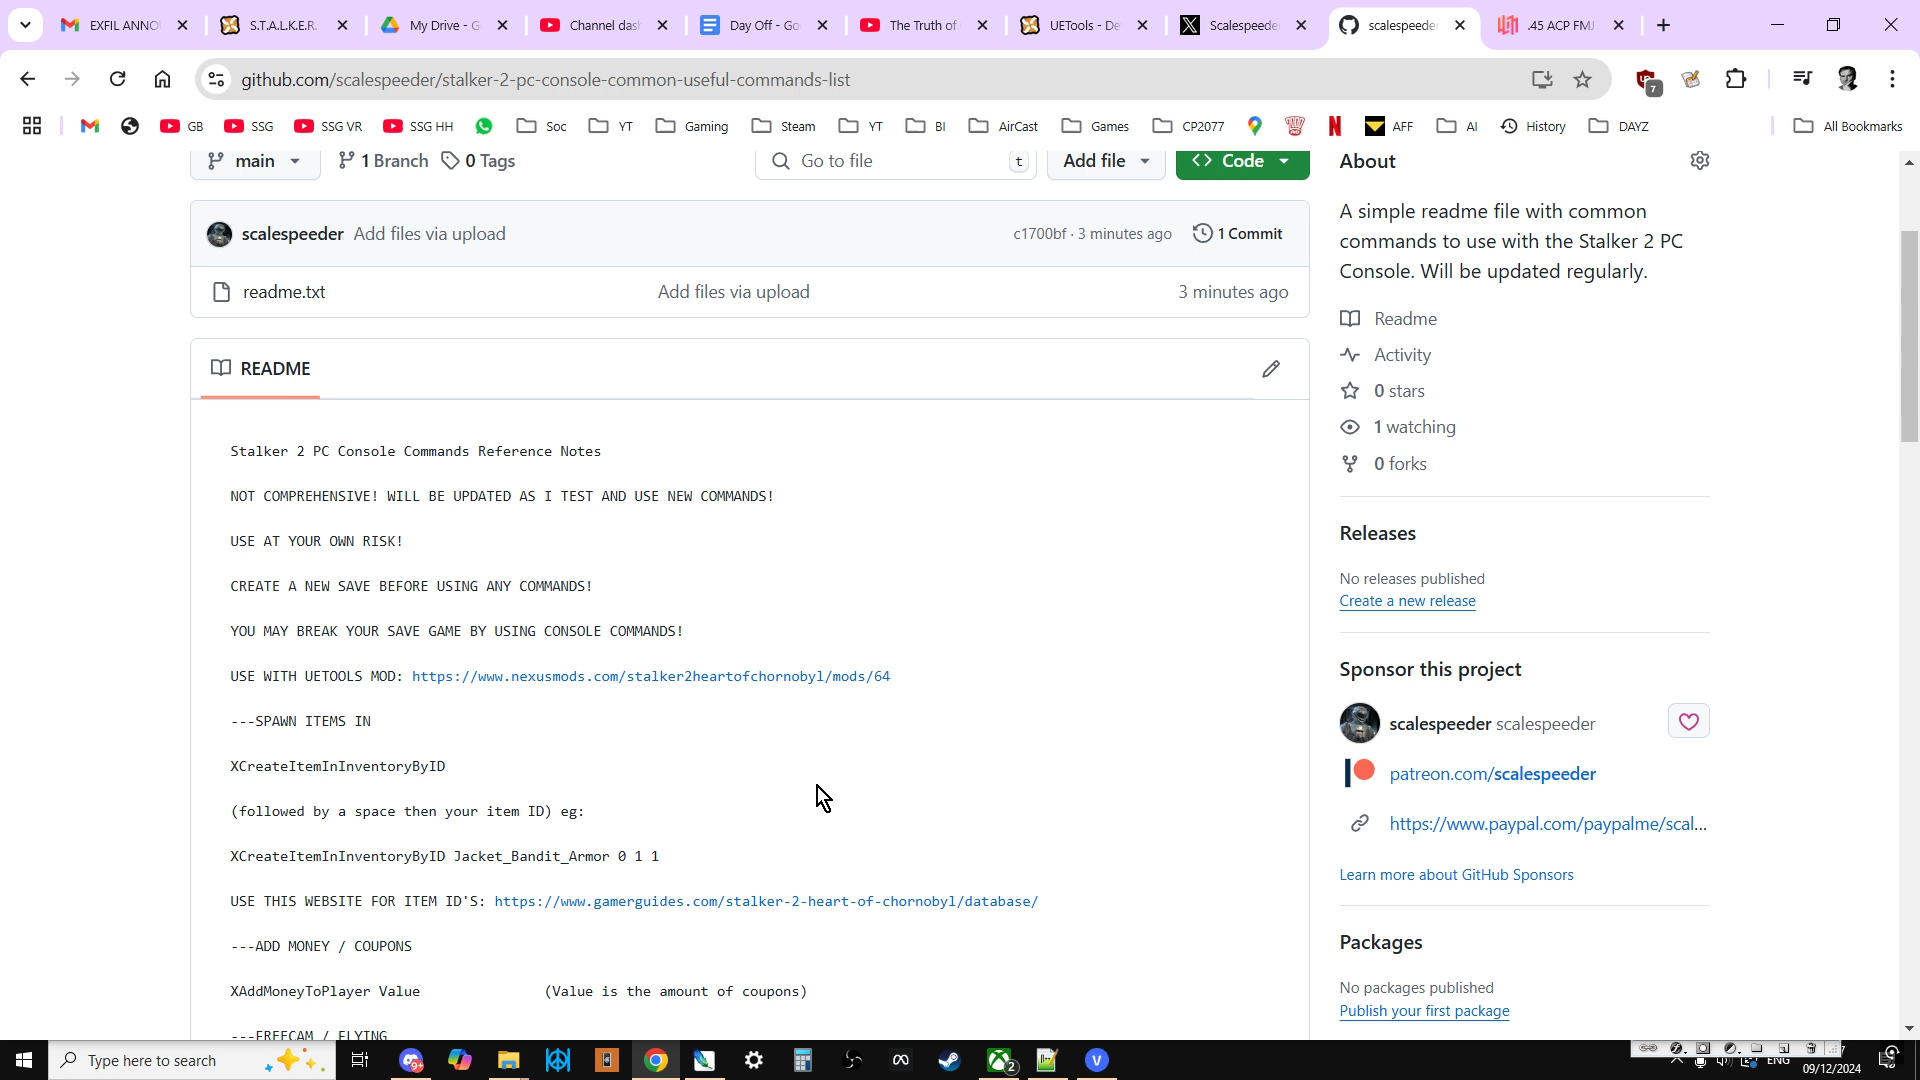 EXFIL ANNO
S.T.A.L.K.E.R.
My Drive - G
Channel das
Day Off - Go
The Truth of
UETools - De
Scalespeede
scalespeede
.45 ACP FMJ
github.com/scalespeeder/stalker-2-pc-console-common-useful-commands-list
7
GB
SSG
SSG VR
SSG HH
Soc
YT
Gaming
Steam
YT
BI
AirCast
Games
CP2077
AFF
AI
History
DAYZ
All Bookmarks
main
1 Branch
0 Tags
Go to file
t
Add file
Code
scalespeeder Add files via upload
c1700bf · 3 minutes ago
1 Commit
readme.txt
Add files via upload
3 minutes ago
README
Stalker 2 PC Console Commands Reference Notes
NOT COMPREHENSIVE! WILL BE UPDATED AS I TEST AND USE NEW COMMANDS!
USE AT YOUR OWN RISK!
CREATE A NEW SAVE BEFORE USING ANY COMMANDS!
YOU MAY BREAK YOUR SAVE GAME BY USING CONSOLE COMMANDS!
USE WITH UETOOLS MOD: https://www.nexusmods.com/stalker2heartofchornobyl/mods/64
---SPAWN ITEMS IN
XCreateItemInInventoryByID
(followed by a space then your item ID) eg:
XCreateItemInInventoryByID Jacket_Bandit_Armor 0 1 1
USE THIS WEBSITE FOR ITEM ID'S: https://www.gamerguides.com/stalker-2-heart-of-chornobyl/database/
---ADD MONEY / COUPONS
XAddMoneyToPlayer Value (Value is the amount of coupons)
---FREECAM / FLYING
About
A simple readme file with common
commands to use with the Stalker 2 PC
Console. Will be updated regularly.
Readme
Activity
0 stars
1 watching
0 forks
Releases
No releases published
Create a new release
Sponsor this project
scalespeeder scalespeeder
patreon.com/scalespeeder
https://www.paypal.com/paypalme/scal...
Learn more about GitHub Sponsors
Packages
No packages published
Publish your first package
Type here to search
ENG
09/12/2024